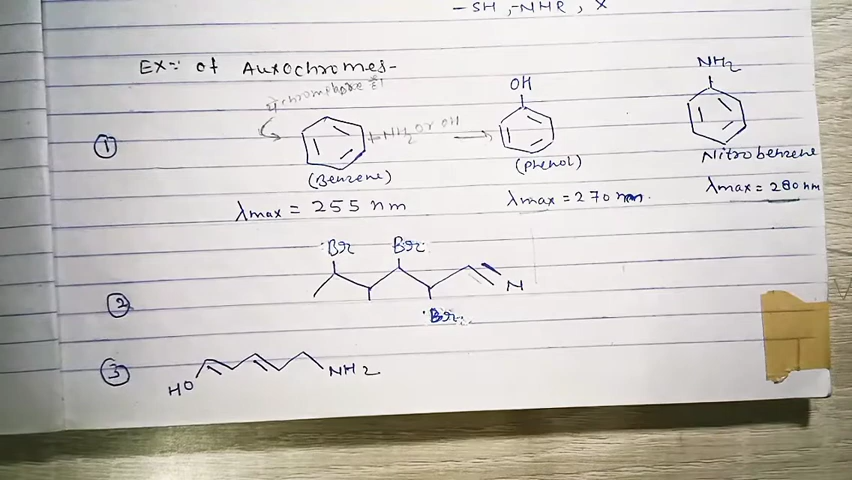 - SH, -NHR, X
Ex:- of Auxochromes-
NH2
OH
chromophore
① + NH2 or OH
(Benzene) (Phenol) Nitrobenzene
λmax = 255 nm λmax = 270 nm. λmax = 280 nm
Br Br
② N
Br
③ HO NH2